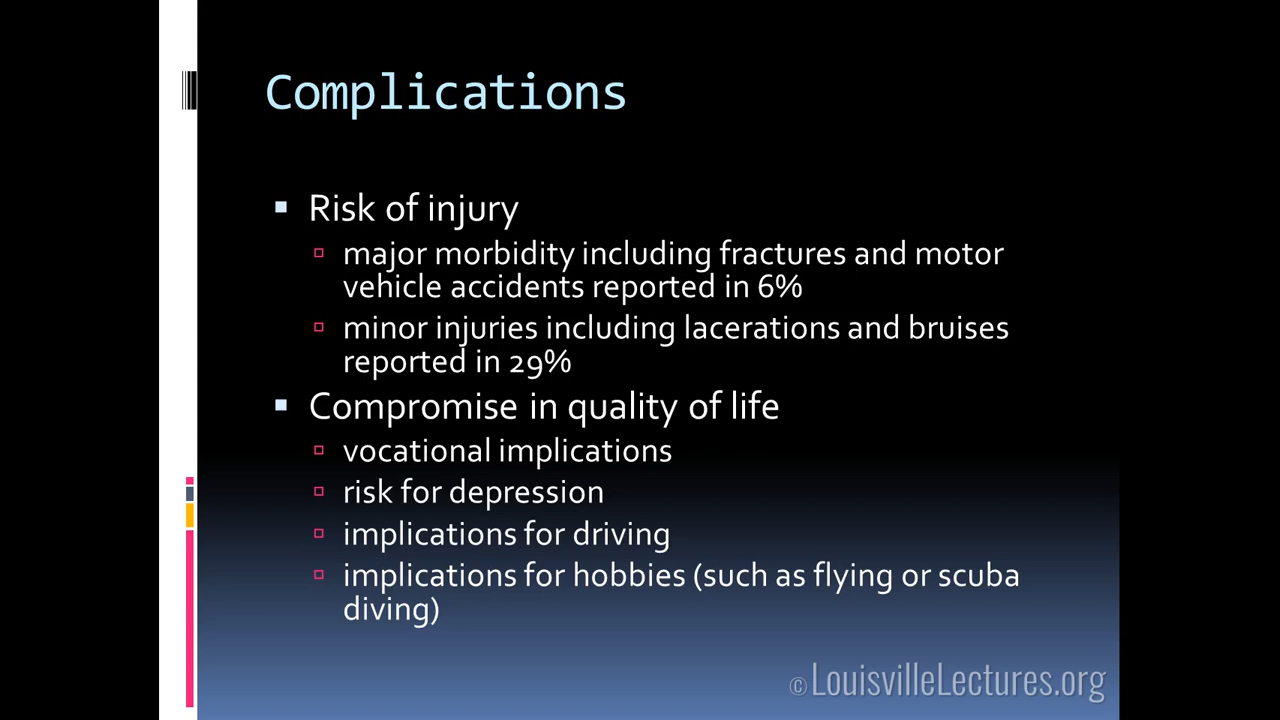 Complications
Risk of injury
major morbidity including fractures and motor
vehicle accidents reported in 6%
minor injuries including lacerations and bruises
reported in 29%
Compromise in quality of life
vocational implications
risk for depression
implications for driving
implications for hobbies (such as flying or scuba
diving)
© LouisvilleLectures.org